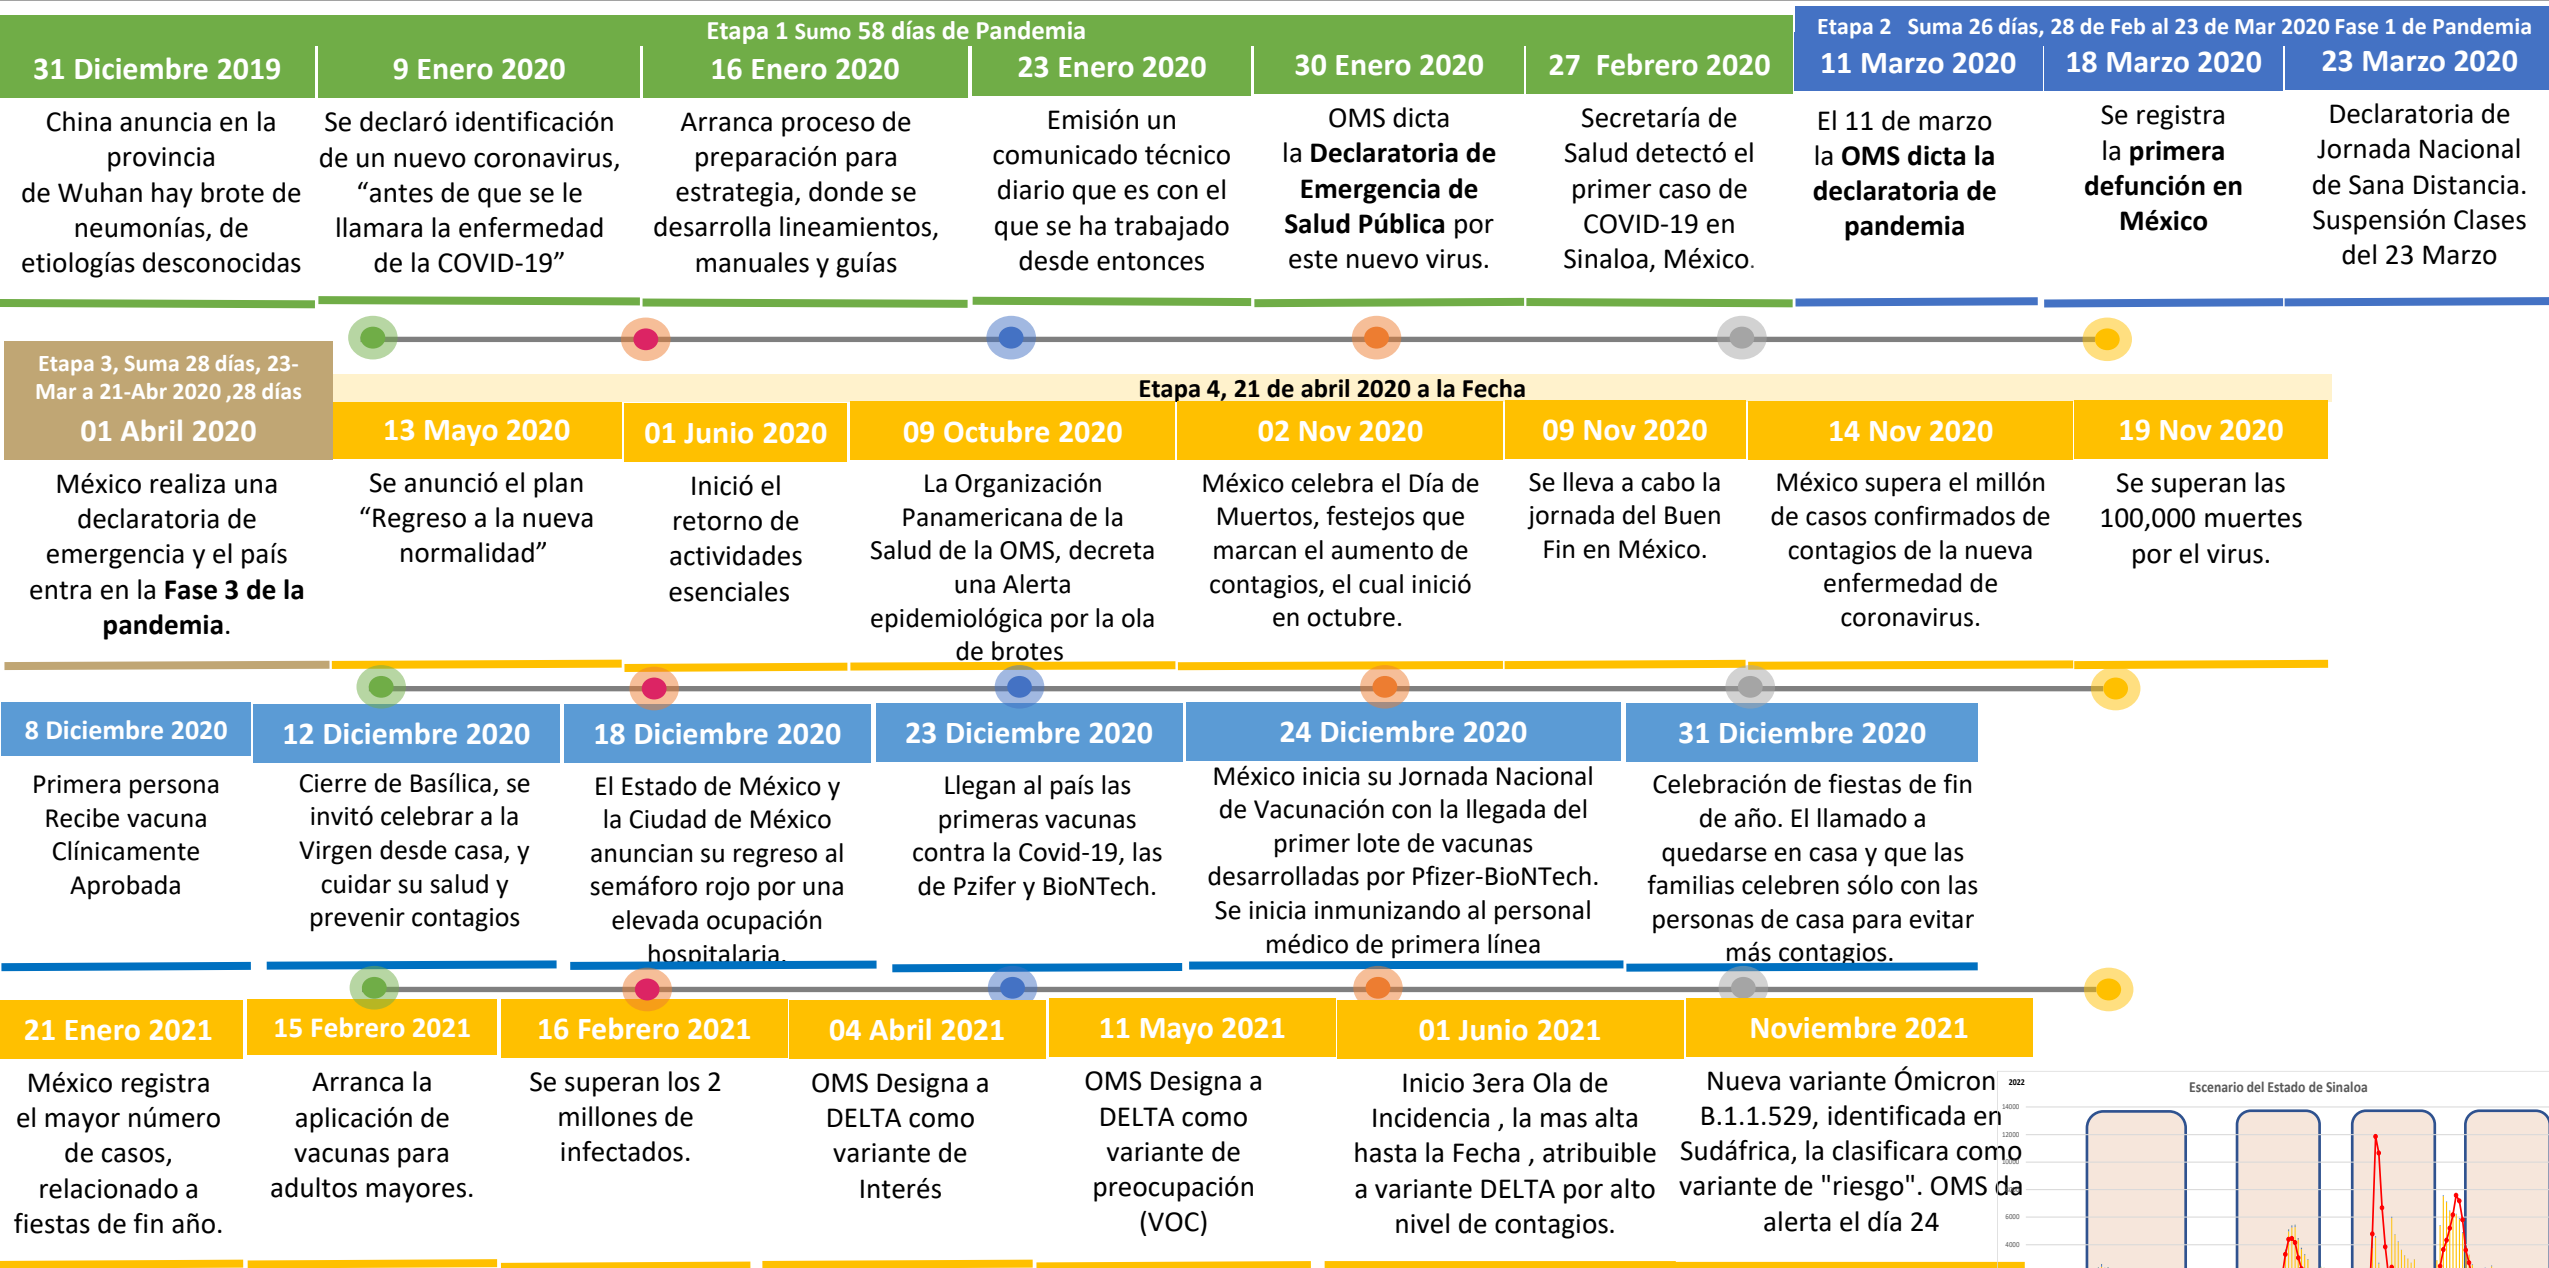 Etapa 1 Sumo 58 días de Pandemia
Etapa 2 Suma 26 días, 28 de Feb al 23 de Mar 2020 Fase 1 de Pandemia
31 Diciembre 2019
China anuncia en la
provincia
de Wuhan hay brote de
neumonías, de
etiologías desconocidas
9 Enero 2020
Se declaró identificación
de un nuevo coronavirus,
“antes de que se le
llamara la enfermedad
de la COVID-19”
16 Enero 2020
Arranca proceso de
preparación para
estrategia, donde se
desarrolla lineamientos,
manuales y guías
23 Enero 2020
Emisión un
comunicado técnico
diario que es con el
que se ha trabajado
desde entonces
30 Enero 2020
OMS dicta
la Declaratoria de
Emergencia de
Salud Pública por
este nuevo virus.
27 Febrero 2020
Secretaría de
Salud detectó el
primer caso de
COVID-19 en
Sinaloa, México.
11 Marzo 2020
El 11 de marzo
la OMS dicta la
declaratoria de
pandemia
18 Marzo 2020
Se registra
la primera
defunción en
México
23 Marzo 2020
Declaratoria de
Jornada Nacional
de Sana Distancia.
Suspensión Clases
del 23 Marzo
Etapa 3, Suma 28 días, 23-
Mar a 21-Abr 2020 ,28 días
01 Abril 2020
México realiza una
declaratoria de
emergencia y el país
entra en la Fase 3 de la
pandemia.
Etapa 4, 21 de abril 2020 a la Fecha
13 Mayo 2020
Se anunció el plan
“Regreso a la nueva
normalidad”
01 Junio 2020
Inició el
retorno de
actividades
esenciales
09 Octubre 2020
La Organización
Panamericana de la
Salud de la OMS, decreta
una Alerta
epidemiológica por la ola
de brotes
02 Nov 2020
México celebra el Día de
Muertos, festejos que
marcan el aumento de
contagios, el cual inició
en octubre.
09 Nov 2020
Se lleva a cabo la
jornada del Buen
Fin en México.
14 Nov 2020
México supera el millón
de casos confirmados de
contagios de la nueva
enfermedad de
coronavirus.
19 Nov 2020
Se superan las
100,000 muertes
por el virus.
8 Diciembre 2020
Primera persona
Recibe vacuna
Clínicamente
Aprobada
12 Diciembre 2020
Cierre de Basílica, se
invitó celebrar a la
Virgen desde casa, y
cuidar su salud y
prevenir contagios
18 Diciembre 2020
El Estado de México y
la Ciudad de México
anuncian su regreso al
semáforo rojo por una
elevada ocupación
hospitalaria.
23 Diciembre 2020
Llegan al país las
primeras vacunas
contra la Covid-19, las
de Pzifer y BioNTech.
24 Diciembre 2020
México inicia su Jornada Nacional
de Vacunación con la llegada del
primer lote de vacunas
desarrolladas por Pfizer-BioNTech.
Se inicia inmunizando al personal
médico de primera línea
31 Diciembre 2020
Celebración de fiestas de fin
de año. El llamado a
quedarse en casa y que las
familias celebren sólo con las
personas de casa para evitar
más contagios.
21 Enero 2021
México registra
el mayor número
de casos,
relacionado a
fiestas de fin año.
15 Febrero 2021
Arranca la
aplicación de
vacunas para
adultos mayores.
16 Febrero 2021
Se superan los 2
millones de
infectados.
04 Abril 2021
OMS Designa a
DELTA como
variante de
Interés
11 Mayo 2021
OMS Designa a
DELTA como
variante de
preocupación
(VOC)
01 Junio 2021
Inicio 3era Ola de
Incidencia , la mas alta
hasta la Fecha , atribuible
a variante DELTA por alto
nivel de contagios.
Noviembre 2021
Nueva variante Ómicron
B.1.1.529, identificada en
Sudáfrica, la clasificara como
variante de "riesgo". OMS da
alerta el día 24
2022
Escenario del Estado de Sinaloa
14000
12000
6000
4000